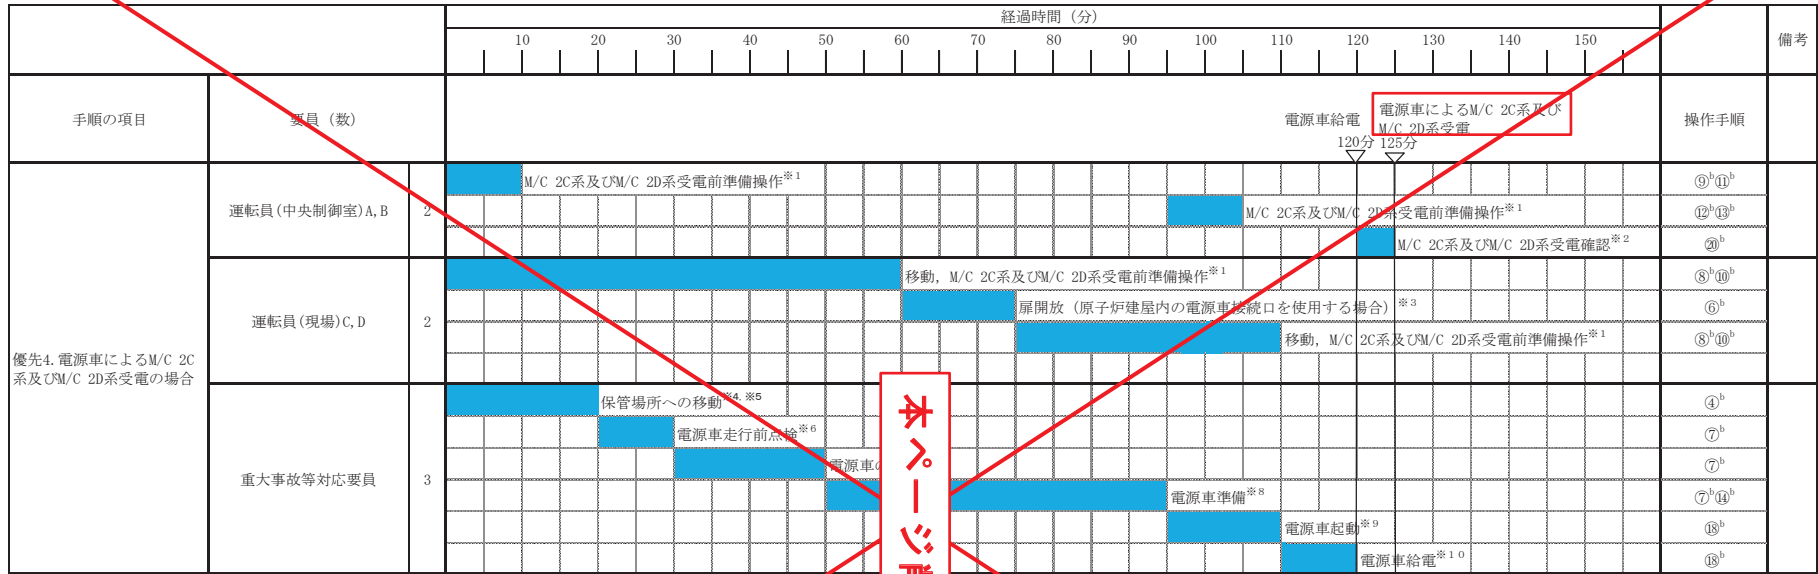 経過時間（分）
備考
10 20 30 40 50 60 70 80 90 100 110 120 130 140 150
手順の項目
要員（数）
電源車給電
電源車によるM/C 2C系及び
M/C 2D系受電
操作手順
120分 125分
M/C 2C系及びM/C 2D系受電前準備操作※1
⑨b⑪b
運転員(中央制御室)A,B
2
M/C 2C系及びM/C 2D系受電前準備操作※1
⑫b⑬b
M/C 2C系及びM/C 2D系受電確認※2
⑳b
移動，M/C 2C系及びM/C 2D系受電前準備操作※1
⑧b⑩b
扉開放（原子炉建屋内の電源車接続口を使用する場合）※3
⑥b
運転員(現場)C,D
2
移動，M/C 2C系及びM/C 2D系受電前準備操作※1
⑧b⑩b
優先4.電源車によるM/C 2C
系及びM/C 2D系受電の場合
保管場所への移動※4，※5
④b
電源車走行前点検※6
⑦b
電源車の
⑦b
重大事故等対応要員
3
電源車準備※8
⑦b⑭b
電源車起動※9
⑱b
電源車給電※10
⑱b
本ページ